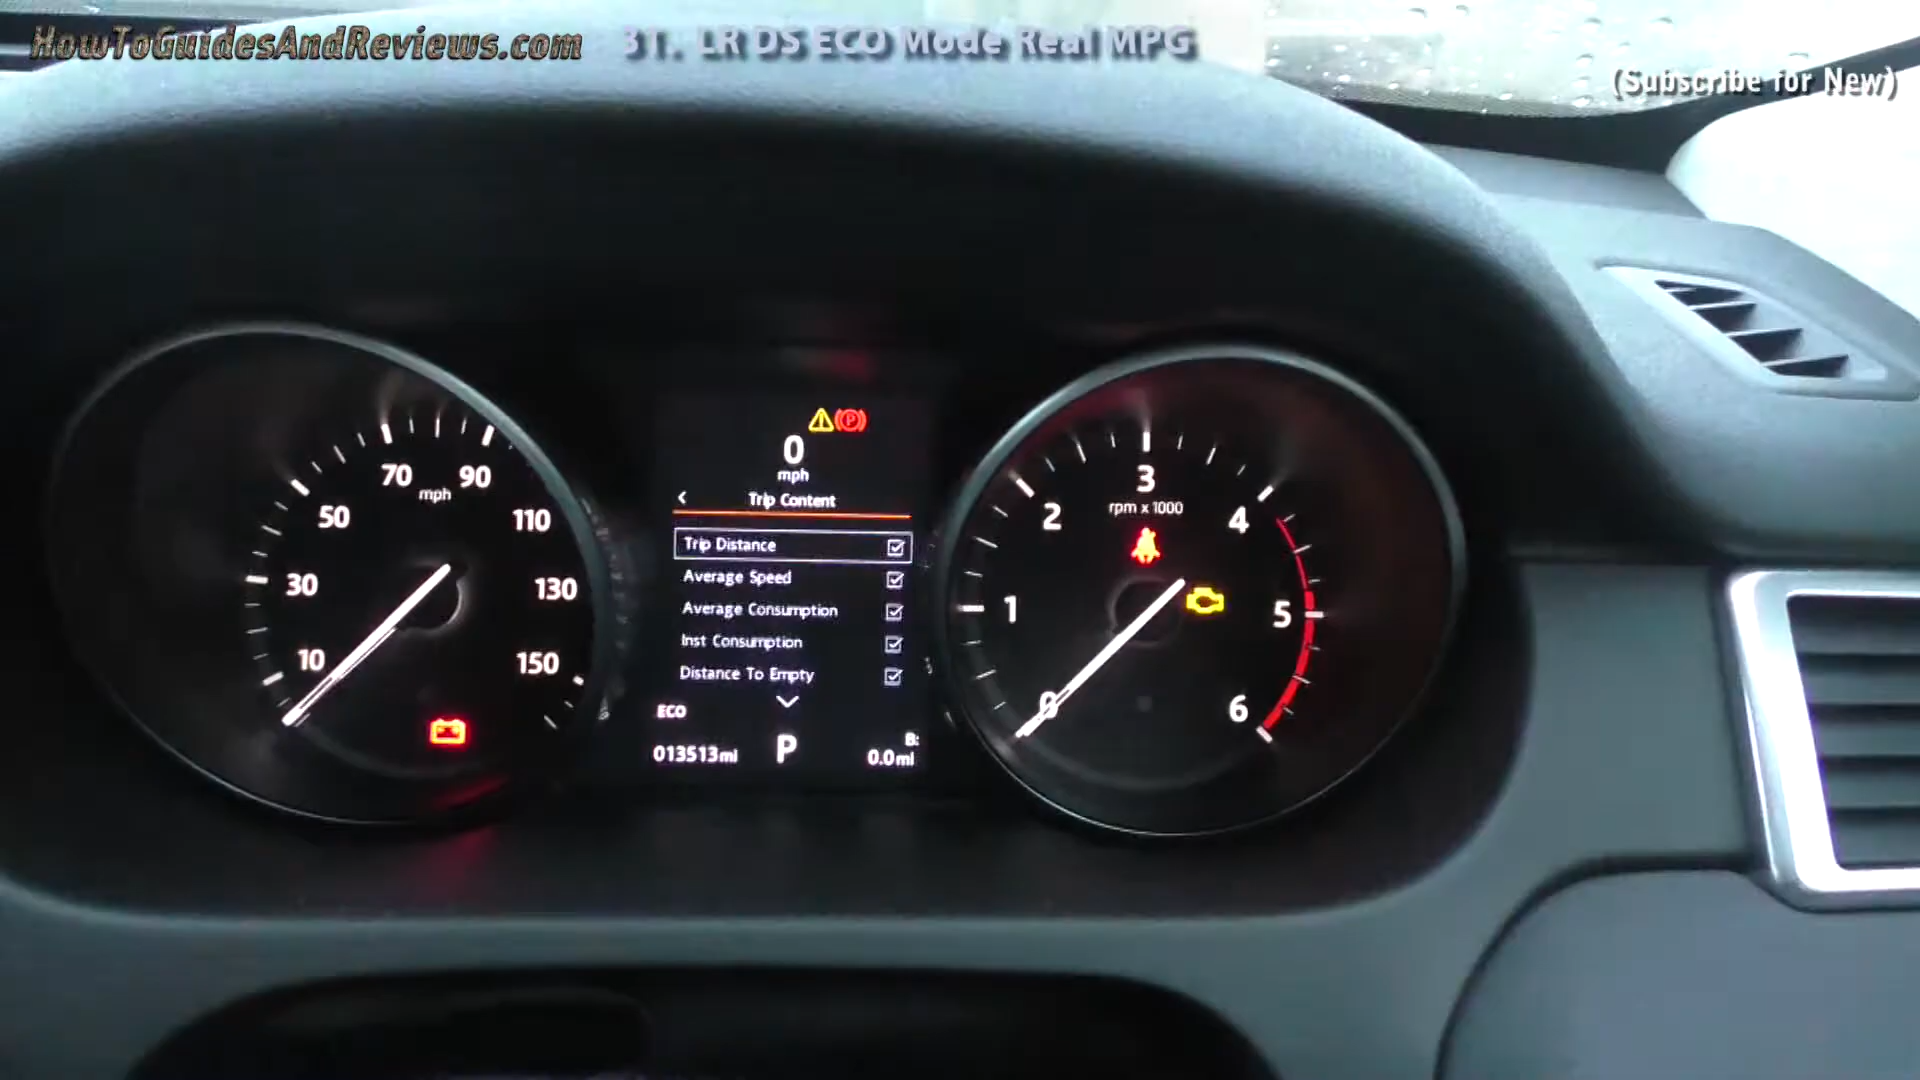 HowToGuidesAndReviews.com
31. LR DS ECO Mode Real MPG
(Subscribe for New)
0
mph
Trip Content
Trip Distance
Average Speed
Average Consumption
Inst Consumption
Distance To Empty
ECO
013513mi
P
B:
0.0mi
10
30
50
70
90
110
130
150
mph
0
1
2
3
4
5
6
rpm x 1000